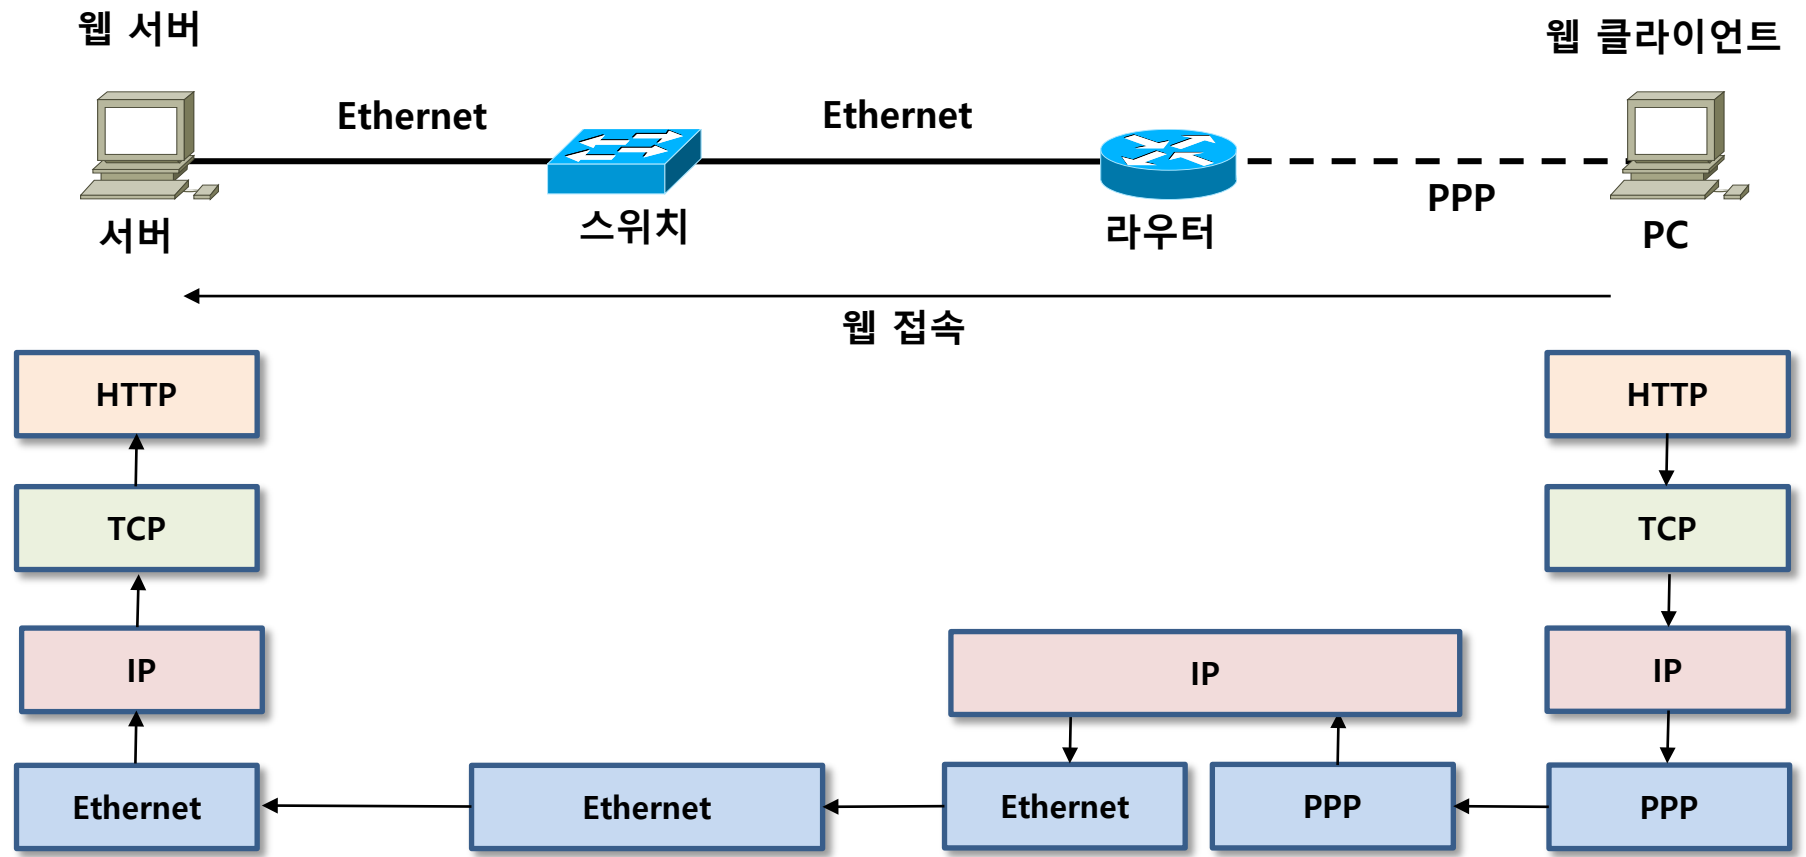 웹 서버
웹 클라이언트
Ethernet
Ethernet
PPP
서버
스위치
라우터
PC
웹 접속
HTTP
HTTP
TCP
TCP
IP
IP
IP
Ethernet
Ethernet
Ethernet
PPP
PPP